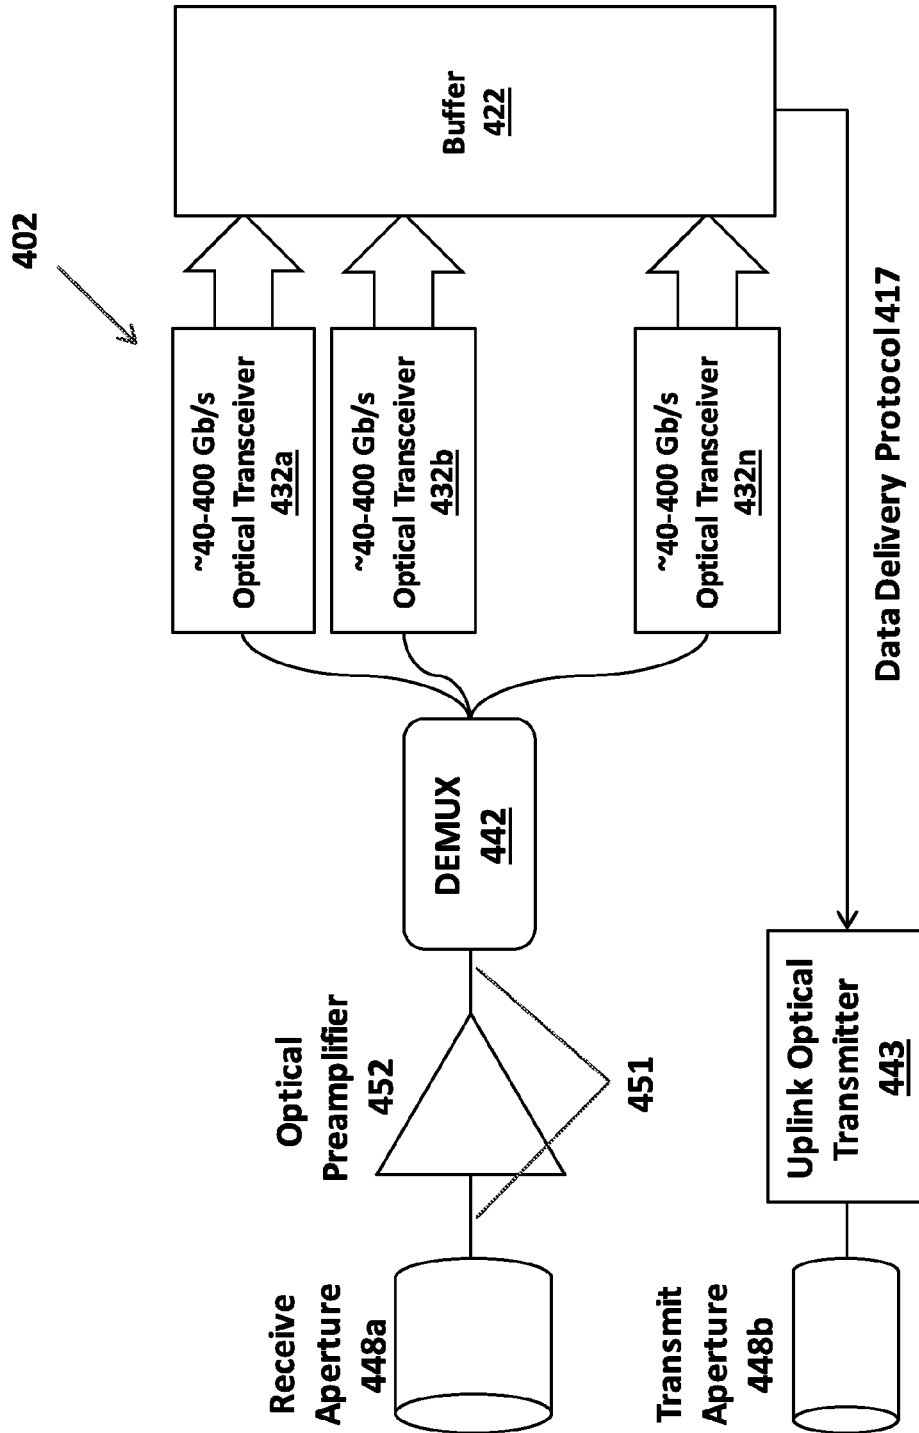 402
Receive
Aperture
448a
Optical
Preamplifier
452
451
DEMUX
442
~40-400 Gb/s
Optical Transceiver
432a
~40-400 Gb/s
Optical Transceiver
432b
~40-400 Gb/s
Optical Transceiver
432n
Buffer
422
Transmit
Aperture
448b
Uplink Optical
Transmitter
443
Data Delivery Protocol 417